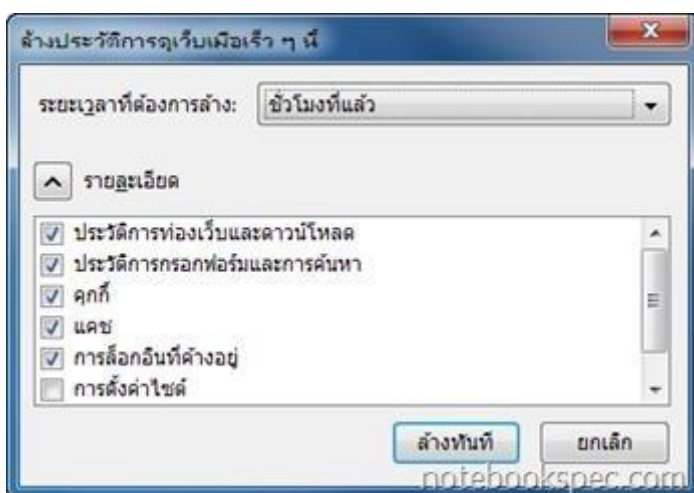 ล้างประวัติการดูเว็บเมื่อเร็ว ๆ นี้
ระยะเวลาที่ต้องการล้าง: ชั่วโมงที่แล้ว
รายละเอียด
ประวัติการท่องเว็บและดาวน์โหลด
ประวัติการกรอกฟอร์มและการค้นหา
คุกกี้
แคช
การล็อกอินที่ค้างอยู่
การตั้งค่าไซต์
ล้างทันที ยกเลิก
notebookspec.com